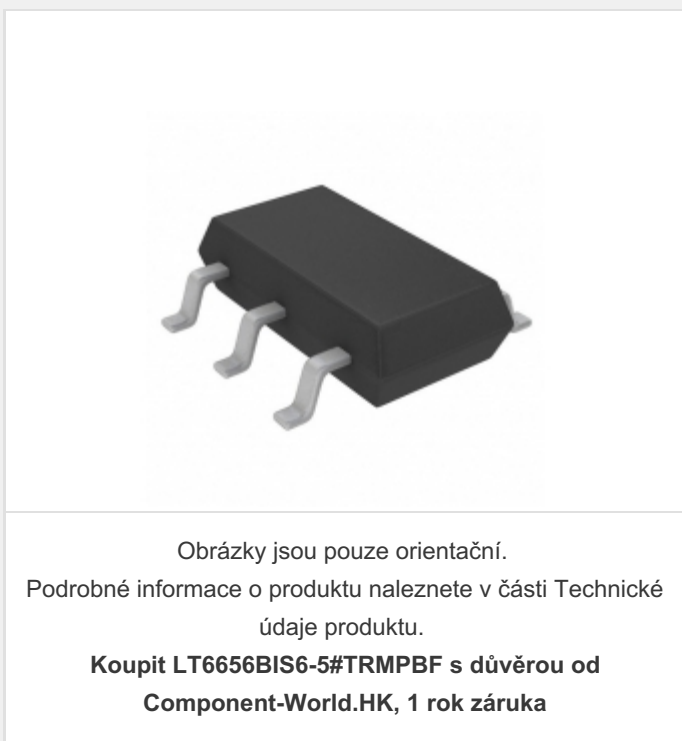 Obrázky jsou pouze orientační.
Podrobné informace o produktu naleznete v části Technické
údaje produktu.
Koupit LT6656BIS6-5#TRMPBF s důvěrou od
Component-World.HK, 1 rok záruka